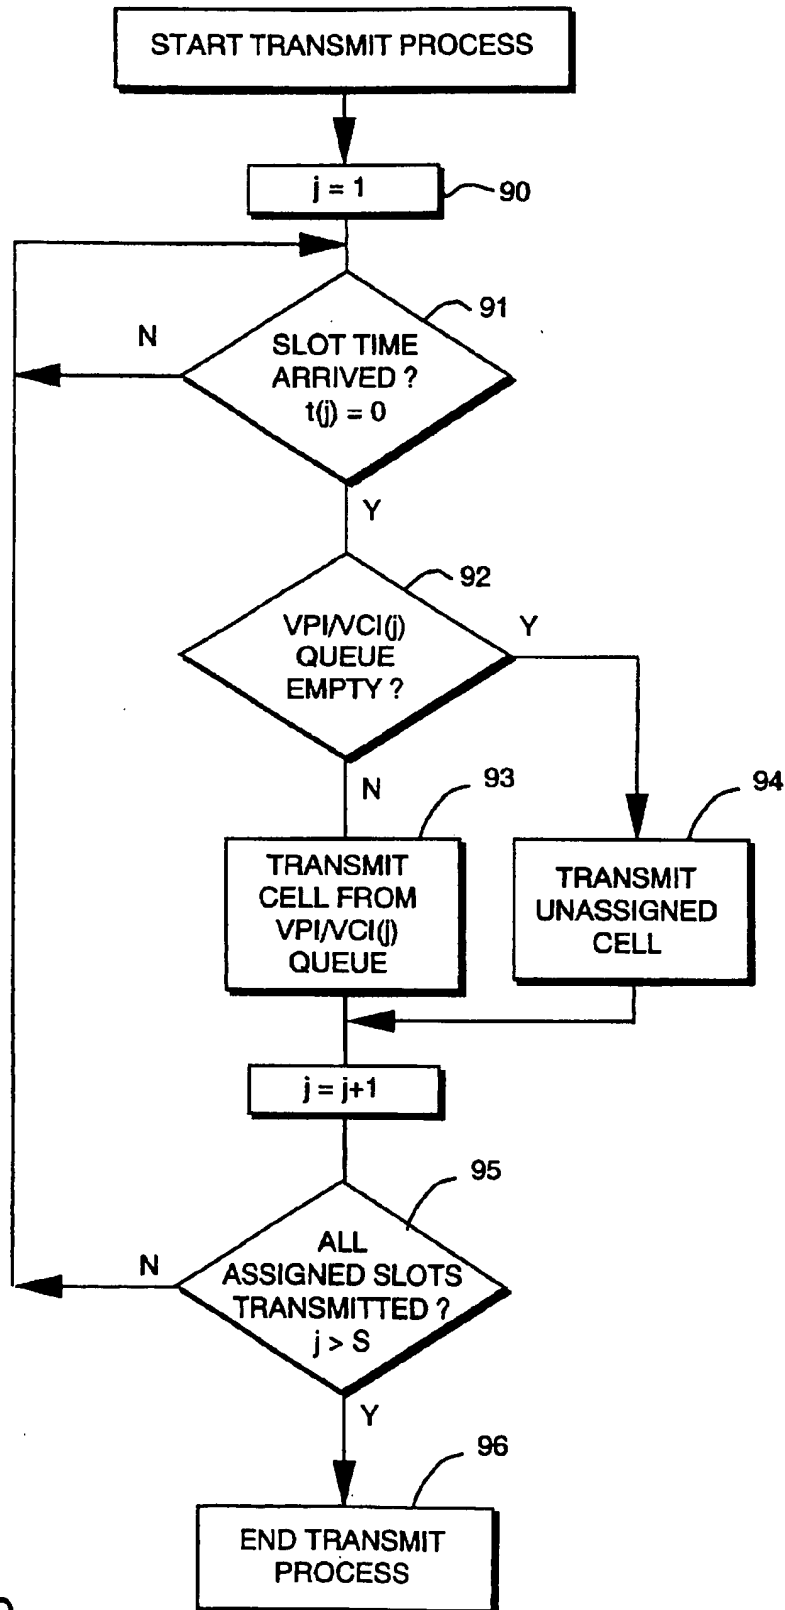 START TRANSMIT PROCESS
j = 1
90
91
N
SLOT TIME
ARRIVED ?
t(j) = 0
Y
92
VPI/VCI(j)
QUEUE
EMPTY ?
Y
N
93
94
TRANSMIT
CELL FROM
VPI/VCI(j)
QUEUE
TRANSMIT
UNASSIGNED
CELL
j = j+1
95
N
ALL
ASSIGNED SLOTS
TRANSMITTED ?
j > S
Y
96
END TRANSMIT
PROCESS